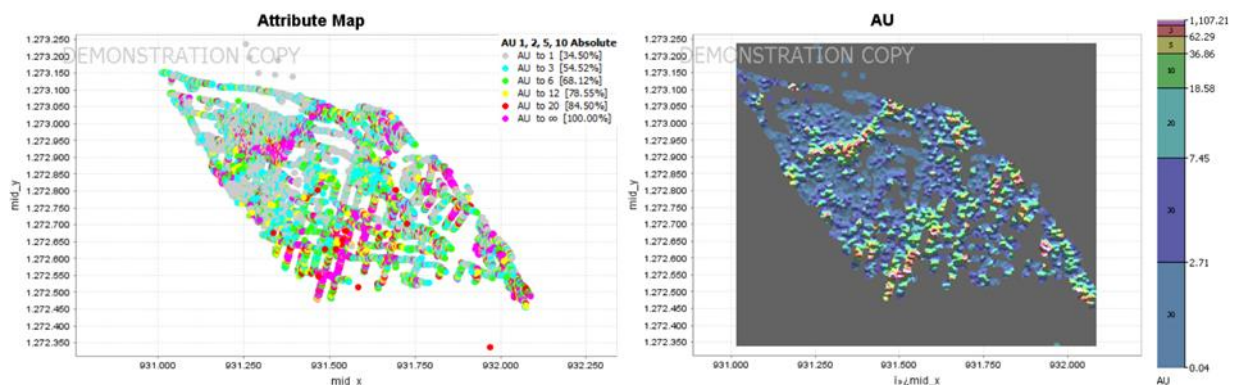 Attribute Map
DEMONSTRATION COPY
AU 1, 2, 5, 10 Absolute
AU to 1 [34.50%]
AU to 3 [54.52%]
AU to 6 [68.12%]
AU to 12 [78.55%]
AU to 20 [84.50%]
AU to ∞ [100.00%]
mid_y
1.273.250
1.273.200
1.273.150
1.273.100
1.273.050
1.273.000
1.272.950
1.272.900
1.272.850
1.272.800
1.272.750
1.272.700
1.272.650
1.272.600
1.272.550
1.272.500
1.272.450
1.272.400
1.272.350
931.000 931.250 931.500 931.750 932.000 932.250
mid_x
AU
DEMONSTRATION COPY
mid_y
1.273.250
1.273.200
1.273.150
1.273.100
1.273.050
1.273.000
1.272.950
1.272.900
1.272.850
1.272.800
1.272.750
1.272.700
1.272.650
1.272.600
1.272.550
1.272.500
1.272.450
1.272.400
1.272.350
931.000 931.250 931.500 931.750 932.000
mid_x
1,107.21
62.29
36.86
18.58
7.45
2.71
0.04
5
10
20
AU